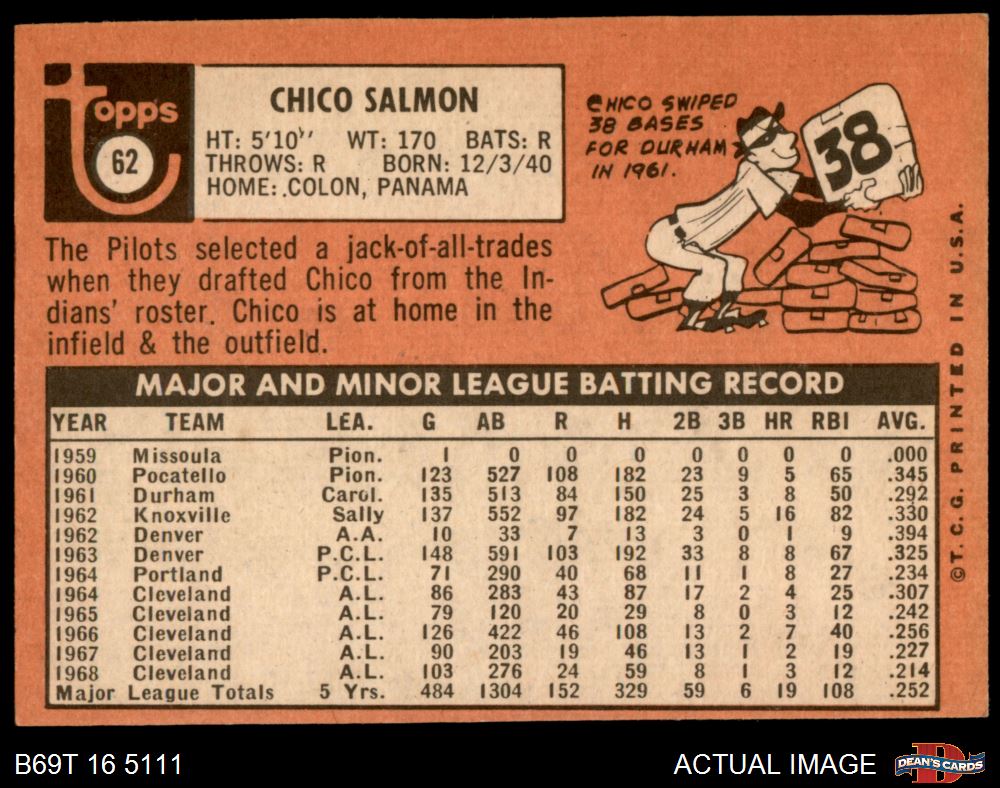 Topps
62
CHICO SALMON
HT: 5'10'' WT: 170 BATS: R
THROWS: R BORN: 12/3/40
HOME: COLON, PANAMA
CHICO SWIPED
38 BASES
FOR DURHAM
IN 1961.
38
The Pilots selected a jack-of-all-trades
when they drafted Chico from the In-
dians' roster. Chico is at home in the
infield & the outfield.
MAJOR AND MINOR LEAGUE BATTING RECORD
YEAR TEAM LEA. G AB R H 2B 3B HR RBI AVG.
1959 Missoula Pion. 1 0 0 0 0 0 0 0 .000
1960 Pocatello Pion. 123 527 108 182 23 9 5 65 .345
1961 Durham Carol. 135 513 84 150 25 3 8 50 .292
1962 Knoxville Sally 137 552 97 182 24 5 16 82 .330
1962 Denver A.A. 10 33 7 13 3 0 1 9 .394
1963 Denver P.C.L. 148 591 103 192 33 8 8 67 .325
1964 Portland P.C.L. 71 290 40 68 11 1 8 27 .234
1964 Cleveland A.L. 86 283 43 87 17 2 4 25 .307
1965 Cleveland A.L. 79 120 20 29 8 0 3 12 .242
1966 Cleveland A.L. 126 422 46 108 13 2 7 40 .256
1967 Cleveland A.L. 90 203 19 46 13 1 2 19 .227
1968 Cleveland A.L. 103 276 24 59 8 1 3 12 .214
Major League Totals 5 Yrs. 484 1304 152 329 59 6 19 108 .252
© T. C. G. PRINTED IN U.S.A.
B69T 16 5111
ACTUAL IMAGE
D
DEAN'S CARDS